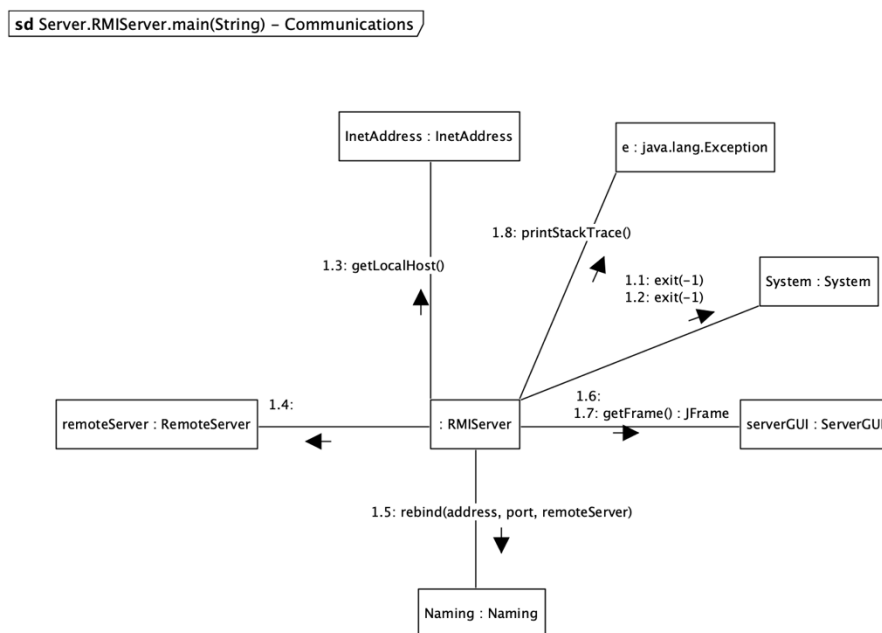 sd Server.RMIServer.main(String) – Communications
InetAddress : InetAddress
e : java.lang.Exception
1.8: printStackTrace()
1.3: getLocalHost()
1.1: exit(-1)
1.2: exit(-1)
System : System
1.4:
1.6:
1.7: getFrame() : JFrame
remoteServer : RemoteServer
: RMIServer
serverGUI : ServerGUI
1.5: rebind(address, port, remoteServer)
Naming : Naming